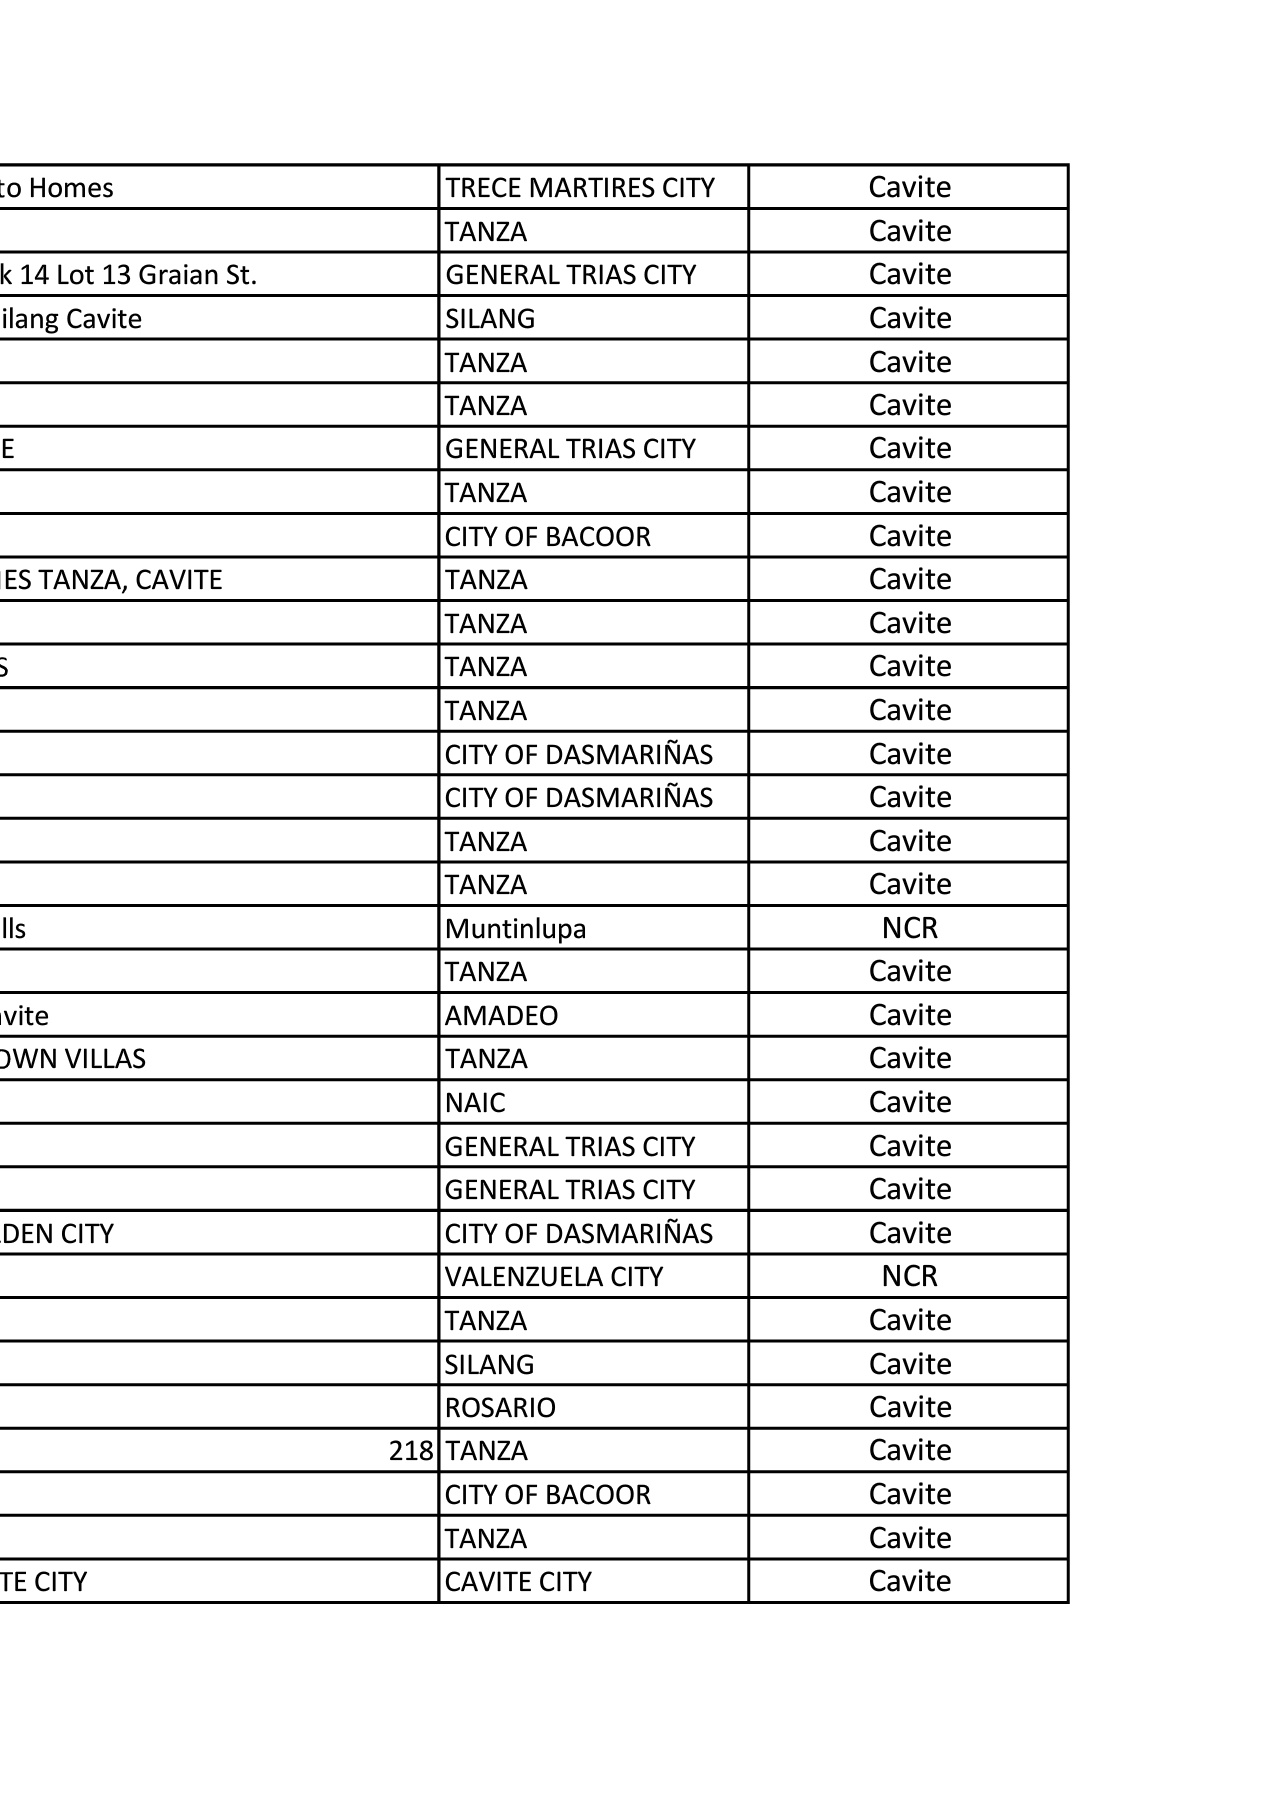 to Homes TRECE MARTIRES CITY Cavite
TANZA Cavite
k 14 Lot 13 Graian St. GENERAL TRIAS CITY Cavite
ilang Cavite SILANG Cavite
TANZA Cavite
TANZA Cavite
E GENERAL TRIAS CITY Cavite
TANZA Cavite
CITY OF BACOOR Cavite
ES TANZA, CAVITE TANZA Cavite
TANZA Cavite
S TANZA Cavite
TANZA Cavite
CITY OF DASMARIÑAS Cavite
CITY OF DASMARIÑAS Cavite
TANZA Cavite
TANZA Cavite
lls Muntinlupa NCR
TANZA Cavite
avite AMADEO Cavite
OWN VILLAS TANZA Cavite
NAIC Cavite
GENERAL TRIAS CITY Cavite
GENERAL TRIAS CITY Cavite
DEN CITY CITY OF DASMARIÑAS Cavite
VALENZUELA CITY NCR
TANZA Cavite
SILANG Cavite
ROSARIO Cavite
218 TANZA Cavite
CITY OF BACOOR Cavite
TANZA Cavite
TE CITY CAVITE CITY Cavite